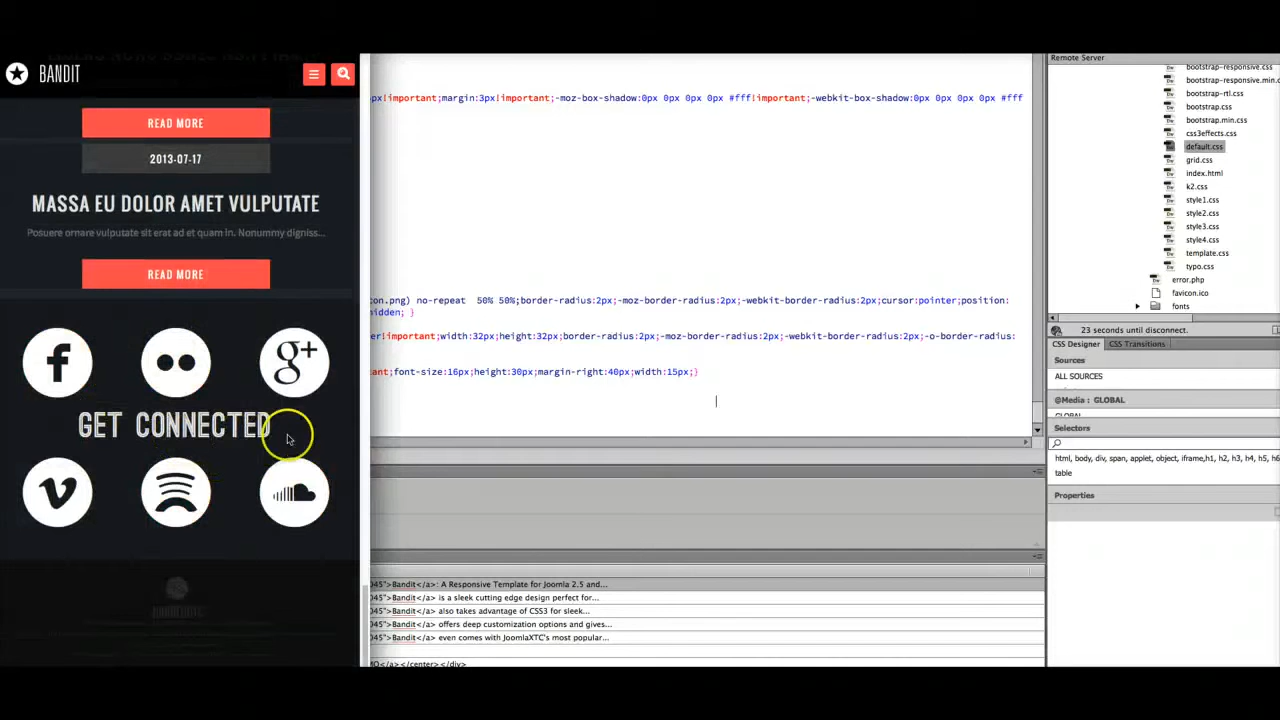 BANDIT
READ MORE
2013-07-17
MASSA EU DOLOR AMET VULPUTATE
Posuere ornare vulputate sit erat ad et quam in. Nonummy digniss...
READ MORE
f
g+
GET CONNECTED
px!important;margin:3px!important;-moz-box-shadow:0px 0px 0px 0px #fff!important;-webkit-box-shadow:0px 0px 0px 0px #fff
con.png) no-repeat 50% 50%;border-radius:2px;-moz-border-radius:2px;-webkit-border-radius:2px;cursor:pointer;position:
hidden; }
er!important;width:32px;height:32px;border-radius:2px;-moz-border-radius:2px;-webkit-border-radius:2px;-o-border-radius:
ant;font-size:16px;height:30px;margin-right:40px;width:15px;}
045">Bandit</a>: A Responsive Template for Joomla 2.5 and...
045">Bandit</a> is a sleek cutting edge design perfect for...
045">Bandit</a> also takes advantage of CSS3 for sleek...
045">Bandit</a> offers deep customization options and gives...
045">Bandit</a> even comes with JoomlaXTC's most popular...
MO</a></center></div>
Remote Server
bootstrap-responsive.css
bootstrap-responsive.min
bootstrap-rtl.css
bootstrap.css
bootstrap.min.css
css3effects.css
default.css
grid.css
index.html
k2.css
style1.css
style2.css
style3.css
style4.css
template.css
typo.css
error.php
favicon.ico
fonts
23 seconds until disconnect.
CSS Designer CSS Transitions
Sources
ALL SOURCES
@Media : GLOBAL
GLOBAL
Selectors
html, body, div, span, applet, object, iframe,h1, h2, h3, h4, h5, h6
table
Properties